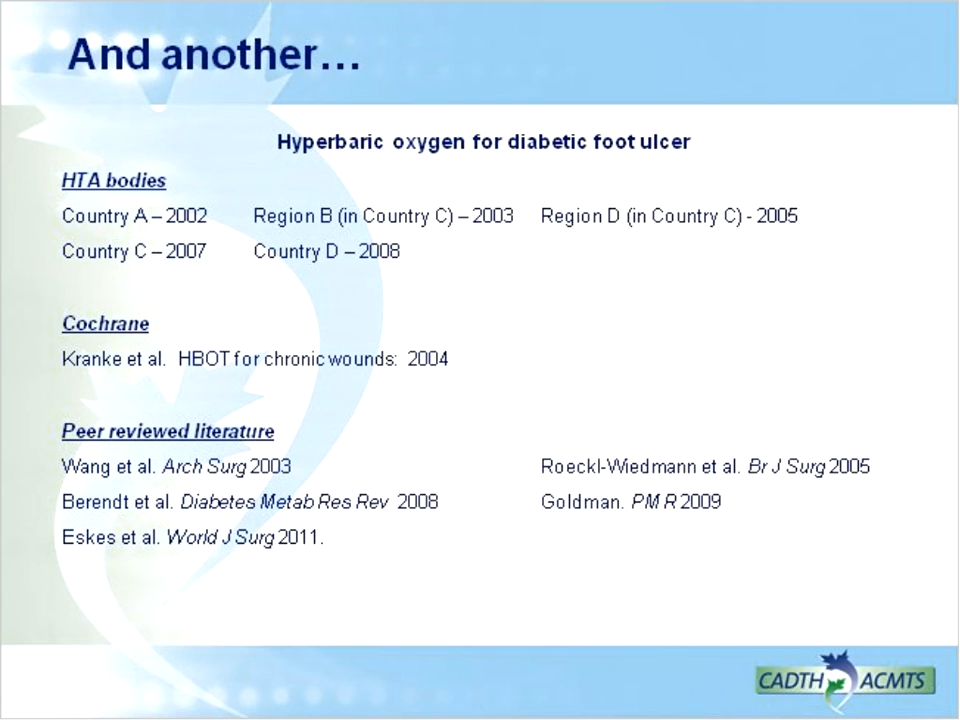 And another…
Hyperbaric oxygen for diabetic foot ulcer
HTA bodies
Country A – 2002 Region B (in Country C) – 2003 Region D (in Country C) - 2005
Country C – 2007 Country D – 2008
Cochrane
Kranke et al. HBOT for chronic wounds: 2004
Peer reviewed literature
Wang et al. Arch Surg 2003 Roeckl-Wiedmann et al. Br J Surg 2005
Berendt et al. Diabetes Metab Res Rev 2008 Goldman. PM R 2009
Eskes et al. World J Surg 2011.
CADTH ACMTS